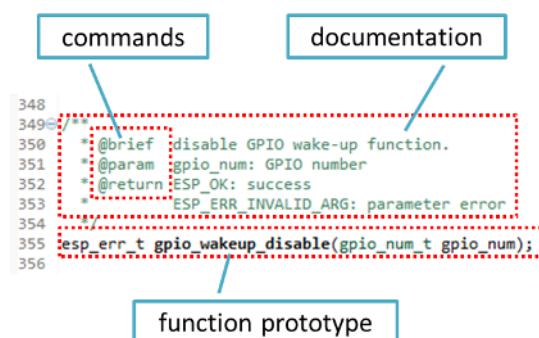 commands
documentation
348
349 /**
350 * @brief disable GPIO wake-up function.
351 * @param gpio_num: GPIO number
352 * @return ESP_OK: success
353 * ESP_ERR_INVALID_ARG: parameter error
354 */
355 esp_err_t gpio_wakeup_disable(gpio_num_t gpio_num);
356
function prototype